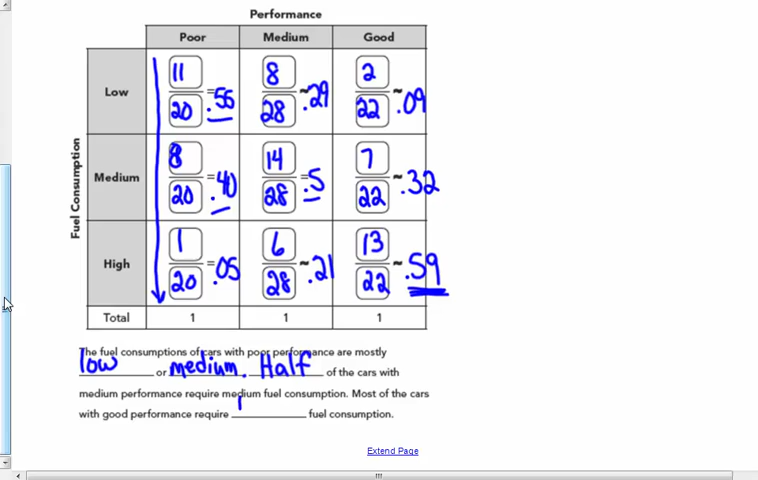 Performance
Poor Medium Good
Fuel Consumption
Low 11/20 = .55 8/28 ~ .29 2/22 ~ .09
Medium 8/20 = .40 14/28 = .5 7/22 ~ .32
High 1/20 = .05 6/28 ~ .21 13/22 ~ .59
Total 1 1 1
The fuel consumptions of cars with poor performance are mostly
low or medium. Half of the cars with
medium performance require medium fuel consumption. Most of the cars
with good performance require ____________ fuel consumption.
Extend Page